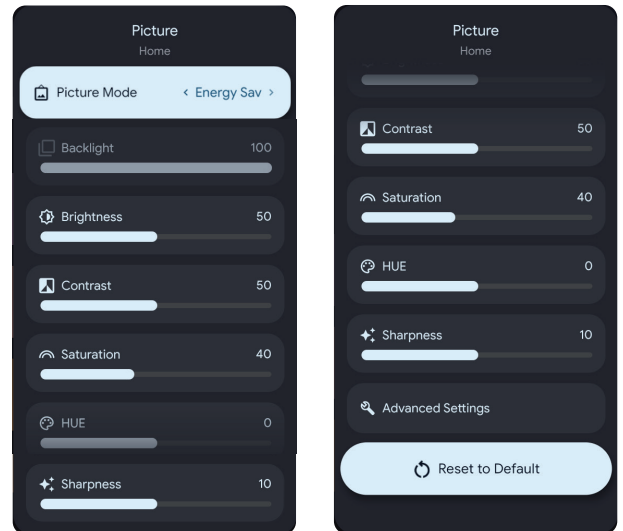 Picture
Home
Picture Mode
< Energy Sav >
Backlight 100
Brightness 50
Contrast 50
Saturation 40
HUE 0
Sharpness 10
Picture
Home
Contrast 50
Saturation 40
HUE 0
Sharpness 10
Advanced Settings
Reset to Default